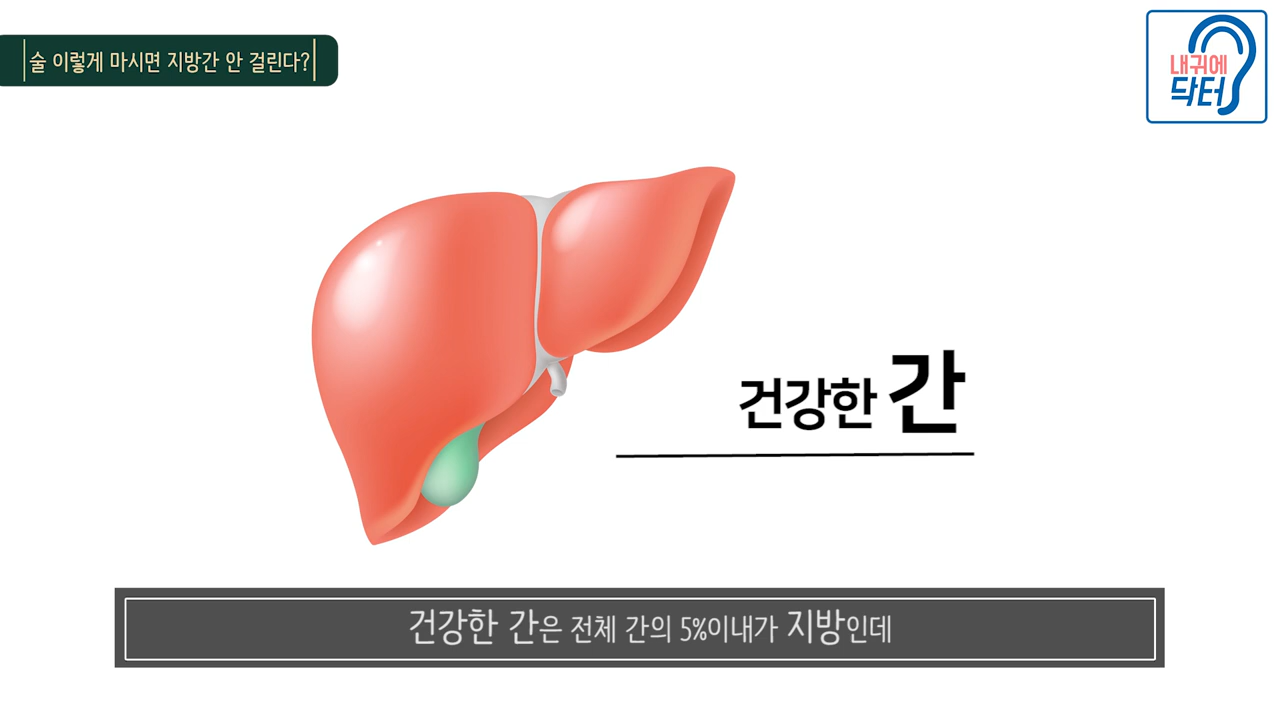 술 이렇게 마시면 지방간 안 걸린다?
내귀에
닥터
건강한 간
건강한 간은 전체 간의 5%이내가 지방인데